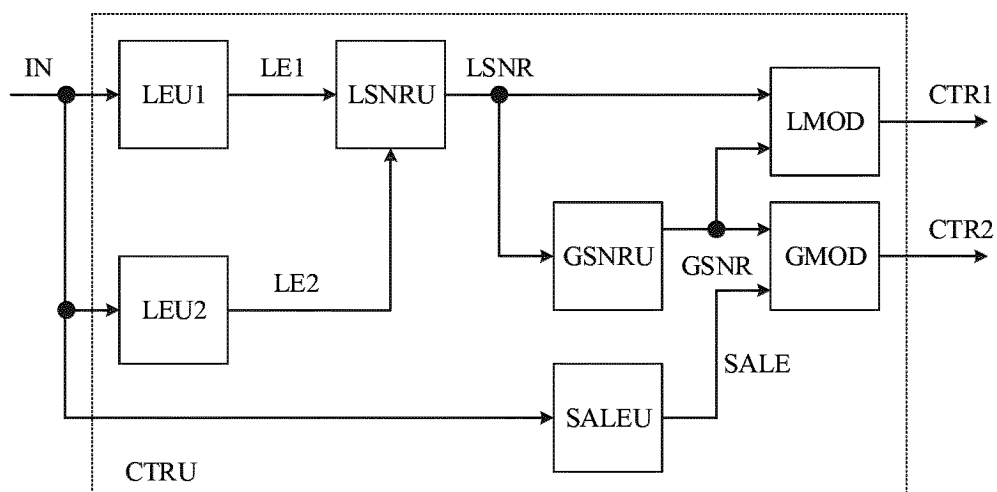 IN
LEU1
LE1
LSNRU
LSNR
LMOD
CTR1
GSNRU
GSNR
GMOD
CTR2
LEU2
LE2
SALE
SALEU
CTRU